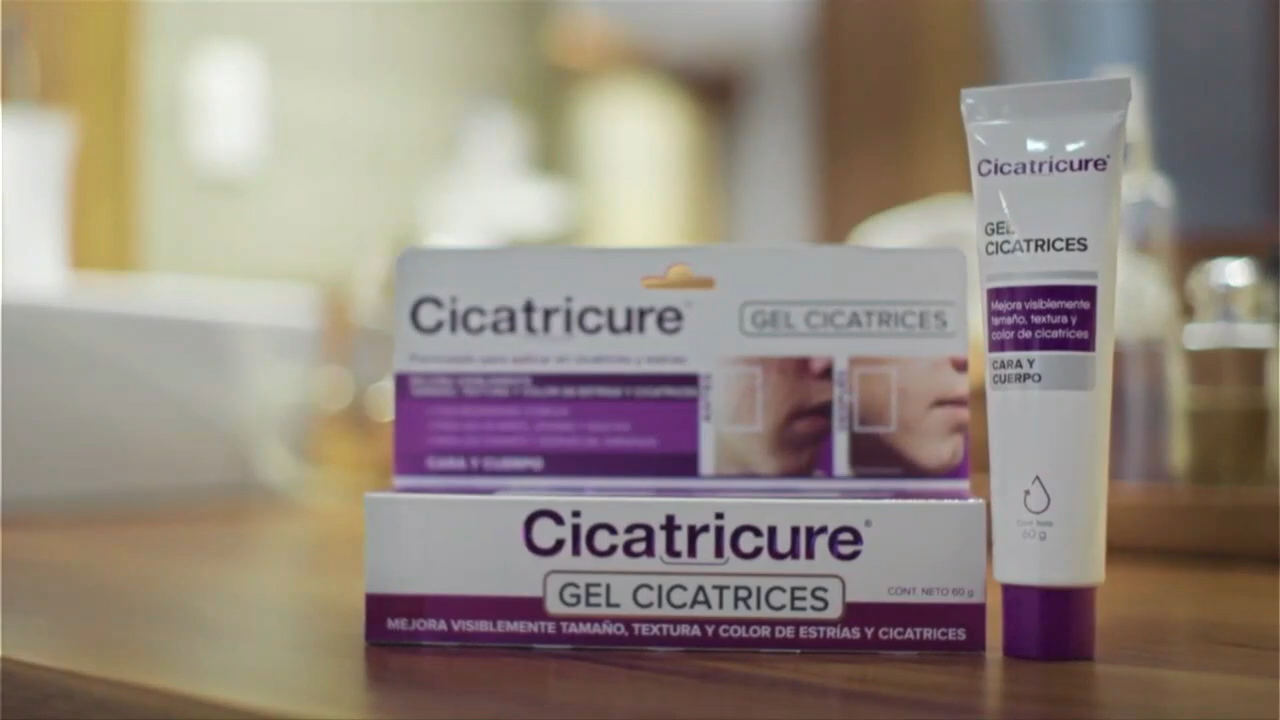 Cicatricure
GEL CICATRICES
CARA Y CUERPO
Cicatricure®
GEL CICATRICES
CONT. NETO 60 g
MEJORA VISIBLEMENTE TAMAÑO, TEXTURA Y COLOR DE ESTRÍAS Y CICATRICES
Cicatricure®
GEL
CICATRICES
Mejora visiblemente
tamaño, textura y
color de cicatrices
CARA Y
CUERPO
60 g